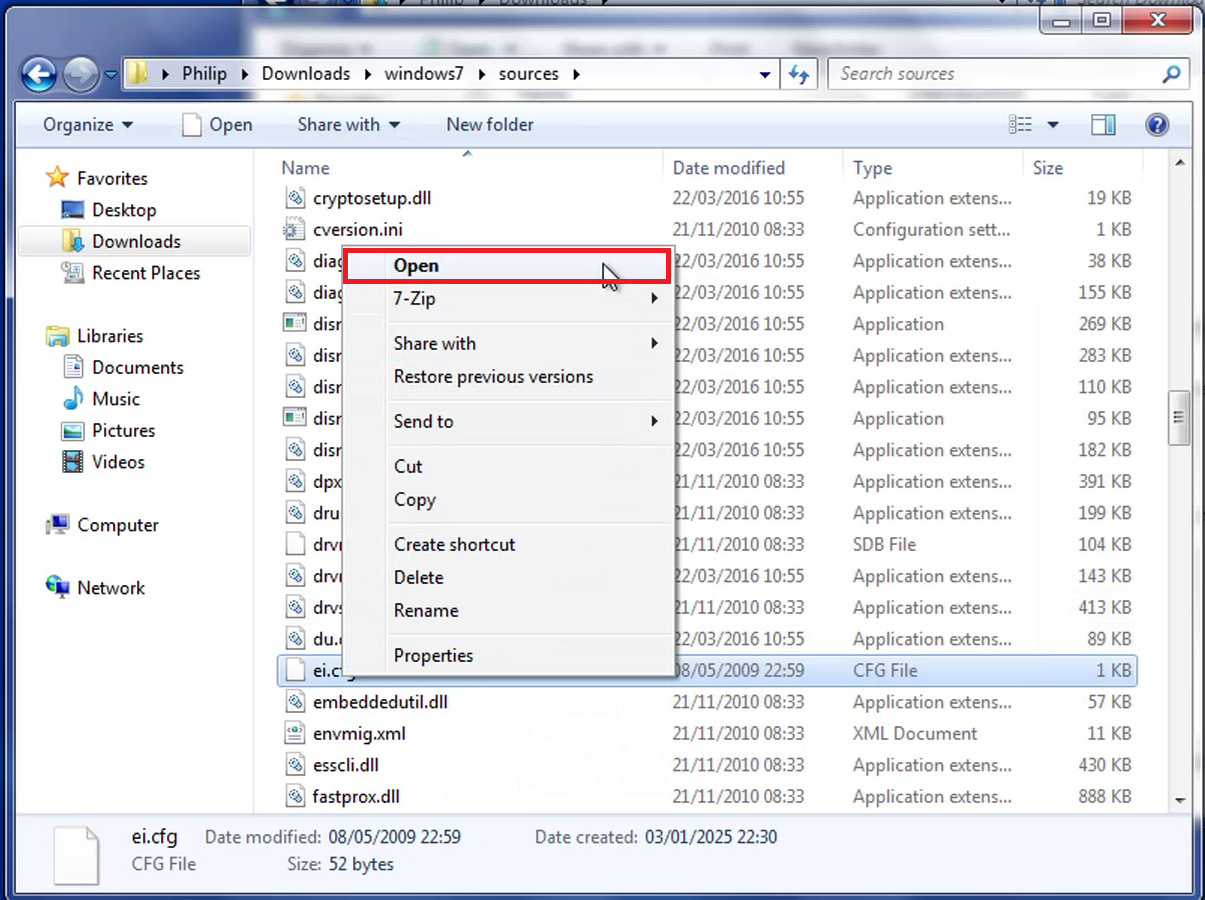 Philip Downloads windows7 sources
Search sources
Organize Open Share with New folder
Name Date modified Type Size
Favorites
Desktop
Downloads
Recent Places
Libraries
Documents
Music
Pictures
Videos
Computer
Network
cryptosetup.dll 22/03/2016 10:55 Application extens... 19 KB
cversion.ini 21/11/2010 08:33 Configuration sett... 1 KB
diag 22/03/2016 10:55 Application extens... 38 KB
diag 22/03/2016 10:55 Application extens... 155 KB
disr 22/03/2016 10:55 Application 269 KB
disr 22/03/2016 10:55 Application extens... 283 KB
disr 22/03/2016 10:55 Application extens... 110 KB
disr 22/03/2016 10:55 Application 95 KB
disr 22/03/2016 10:55 Application extens... 182 KB
dpx 21/11/2010 08:33 Application extens... 391 KB
dru 21/11/2010 08:33 Application extens... 199 KB
drvr 21/11/2010 08:33 SDB File 104 KB
drvr 22/03/2016 10:55 Application extens... 143 KB
drvs 21/11/2010 08:33 Application extens... 413 KB
du. 22/03/2016 10:55 Application extens... 89 KB
ei.cfg 08/05/2009 22:59 CFG File 1 KB
embeddedutil.dll 21/11/2010 08:33 Application extens... 57 KB
envmig.xml 21/11/2010 08:33 XML Document 11 KB
esscli.dll 21/11/2010 08:33 Application extens... 430 KB
fastprox.dll 21/11/2010 08:33 Application extens... 888 KB
Open
7-Zip
Share with
Restore previous versions
Send to
Cut
Copy
Create shortcut
Delete
Rename
Properties
ei.cfg Date modified: 08/05/2009 22:59 Date created: 03/01/2025 22:30
CFG File Size: 52 bytes